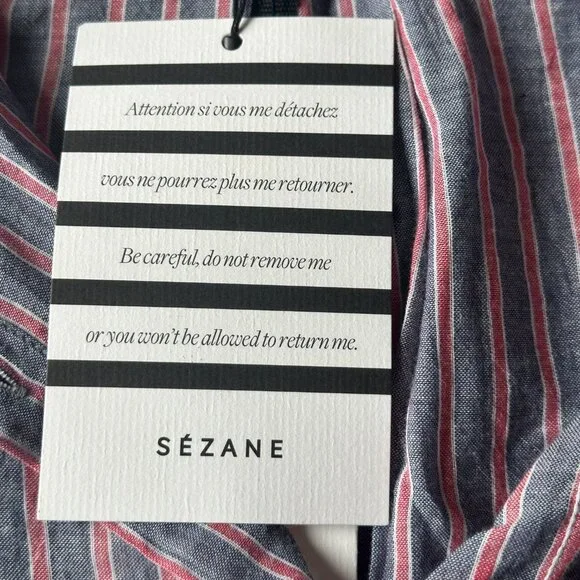 Attention si vous me détachez
vous ne pourrez plus me retourner.
Be careful, do not remove me
or you won't be allowed to return me.
SÉZANE